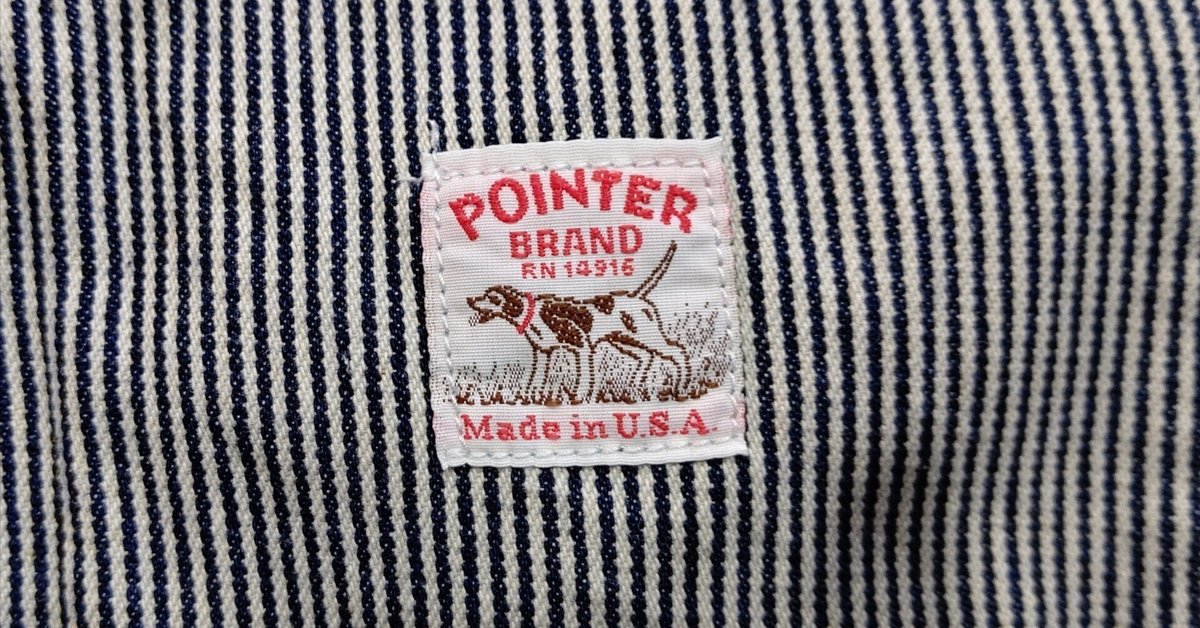 POINTER
BRAND
RN 14916
Made in U.S.A.